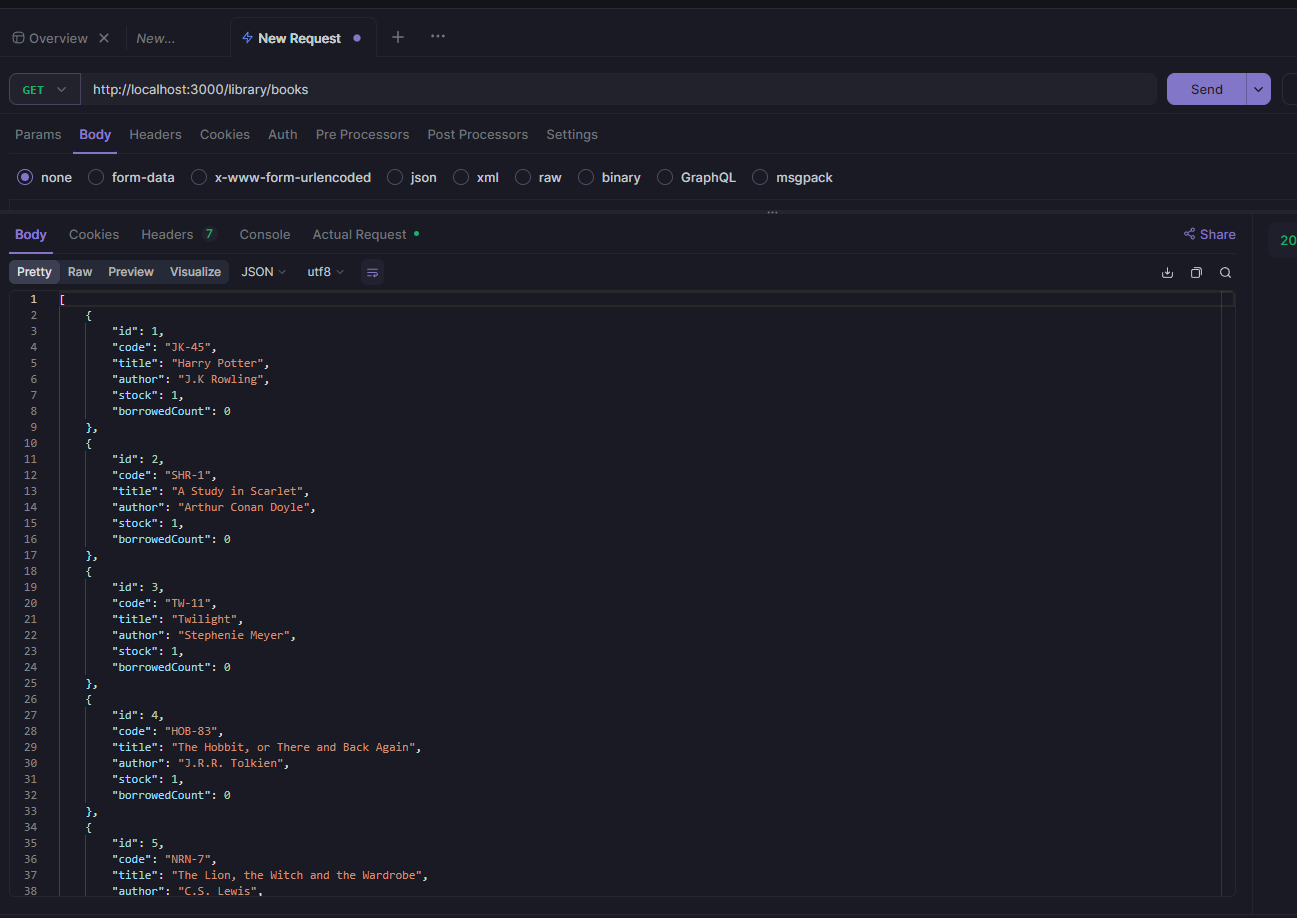 Overview New... New Request
GET http://localhost:3000/library/books Send
Params Body Headers Cookies Auth Pre Processors Post Processors Settings
none form-data x-www-form-urlencoded json xml raw binary GraphQL msgpack
Body Cookies Headers 7 Console Actual Request Share
20
Pretty Raw Preview Visualize JSON utf8
1 [
2 {
3 "id": 1,
4 "code": "JK-45",
5 "title": "Harry Potter",
6 "author": "J.K Rowling",
7 "stock": 1,
8 "borrowedCount": 0
9 },
10 {
11 "id": 2,
12 "code": "SHR-1",
13 "title": "A Study in Scarlet",
14 "author": "Arthur Conan Doyle",
15 "stock": 1,
16 "borrowedCount": 0
17 },
18 {
19 "id": 3,
20 "code": "TW-11",
21 "title": "Twilight",
22 "author": "Stephenie Meyer",
23 "stock": 1,
24 "borrowedCount": 0
25 },
26 {
27 "id": 4,
28 "code": "HOB-83",
29 "title": "The Hobbit, or There and Back Again",
30 "author": "J.R.R. Tolkien",
31 "stock": 1,
32 "borrowedCount": 0
33 },
34 {
35 "id": 5,
36 "code": "NRN-7",
37 "title": "The Lion, the Witch and the Wardrobe",
38 "author": "C.S. Lewis",